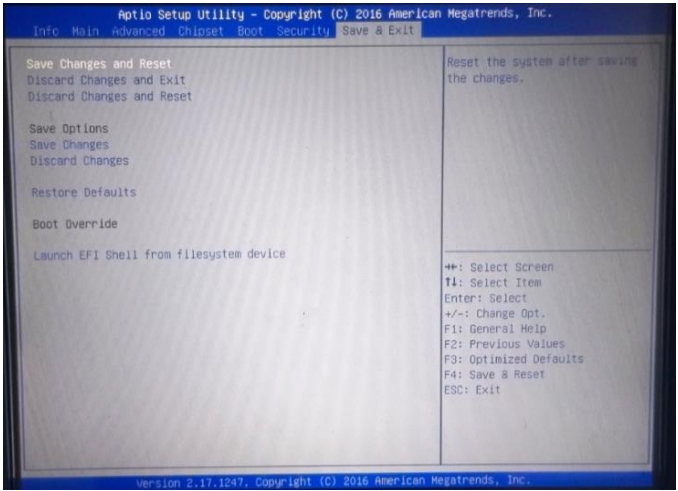 Aptio Setup Utility - Copyright (C) 2016 American Megatrends, Inc.
Info Main Advanced Chipset Boot Security Save & Exit
Save Changes and Reset
Discard Changes and Exit
Discard Changes and Reset
Save Options
Save Changes
Discard Changes
Restore Defaults
Boot Override
Launch EFI Shell from filesystem device
Reset the system after saving
the changes.
→←: Select Screen
↑↓: Select Item
Enter: Select
+/-: Change Opt.
F1: General Help
F2: Previous Values
F3: Optimized Defaults
F4: Save & Reset
ESC: Exit
Version 2.17.1247. Copyright (C) 2016 American Megatrends, Inc.